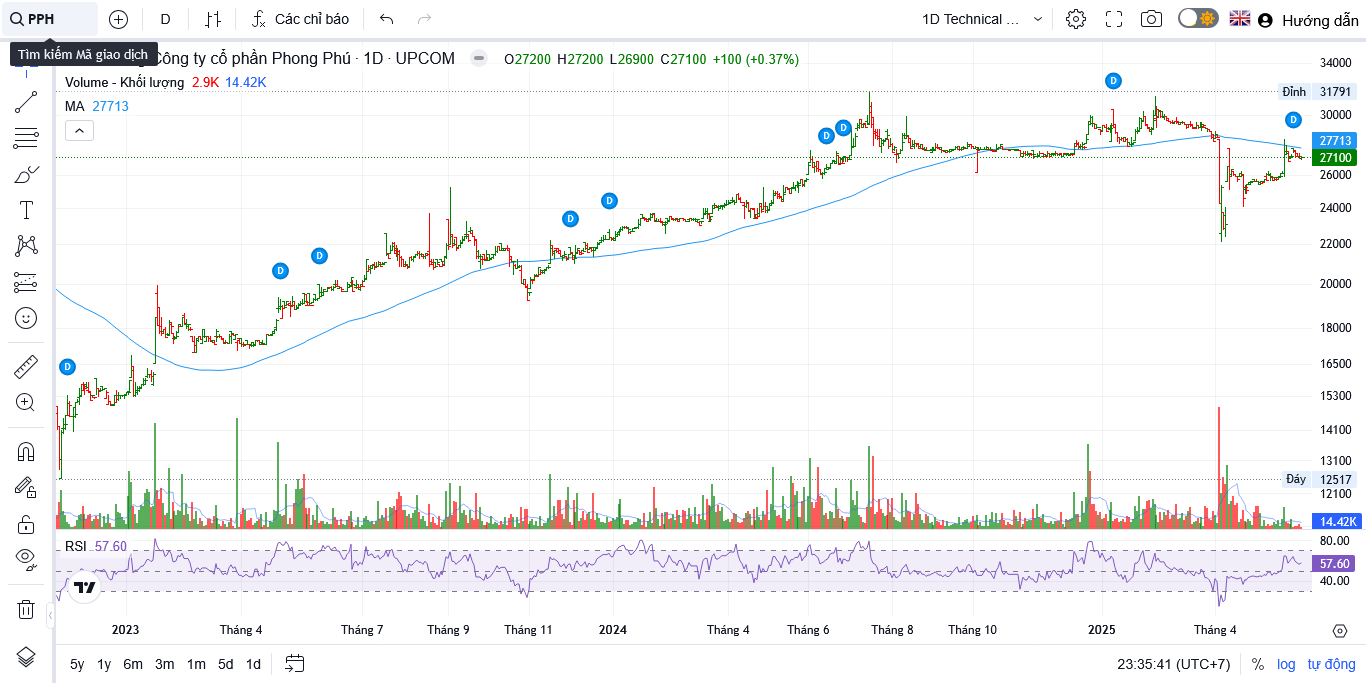 PPH
D
Các chỉ báo
1D Technical ...
Hướng dẫn
Tìm kiếm Mã giao dịch
Công ty cổ phần Phong Phú · 1D · UPCOM
O27200 H27200 L26900 C27100 +100 (+0.37%)
Volume - Khối lượng 2.9K 14.42K
MA 27713
34000
Đỉnh 31791
30000
27713
27100
26000
24000
22000
20000
18000
16500
15300
14100
13100
Đáy 12517
12100
14.42K
D
D
D
D
D
D
D
D
D
RSI 57.60
80.00
57.60
40.00
2023
Tháng 4
Tháng 7
Tháng 9
Tháng 11
2024
Tháng 4
Tháng 6
Tháng 8
Tháng 10
2025
Tháng 4
5y 1y 6m 3m 1m 5d 1d
23:35:41 (UTC+7)
% log tự động